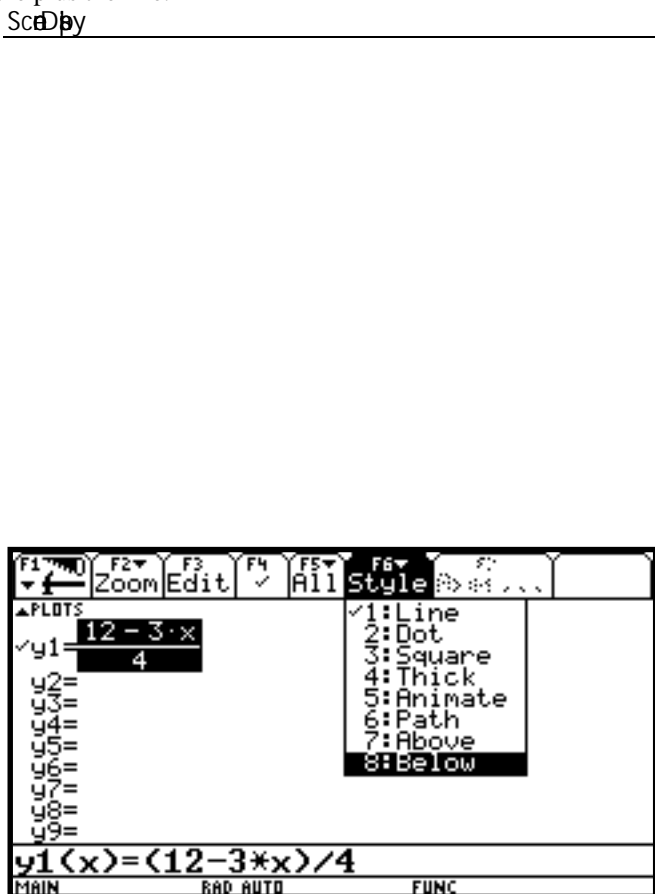 F1 F2 F3 F4 F5 F6
Zoom Edit ✓ All Style
▲PLOTS
✓y1=12-3·x
4
y2=
y3=
y4=
y5=
y6=
y7=
y8=
y9=
✓1:Line
2:Dot
3:Square
4:Thick
5:Animate
6:Path
7:Above
8:Below
y1(x)=(12-3*x)/4
MAIN RAD AUTO FUNC